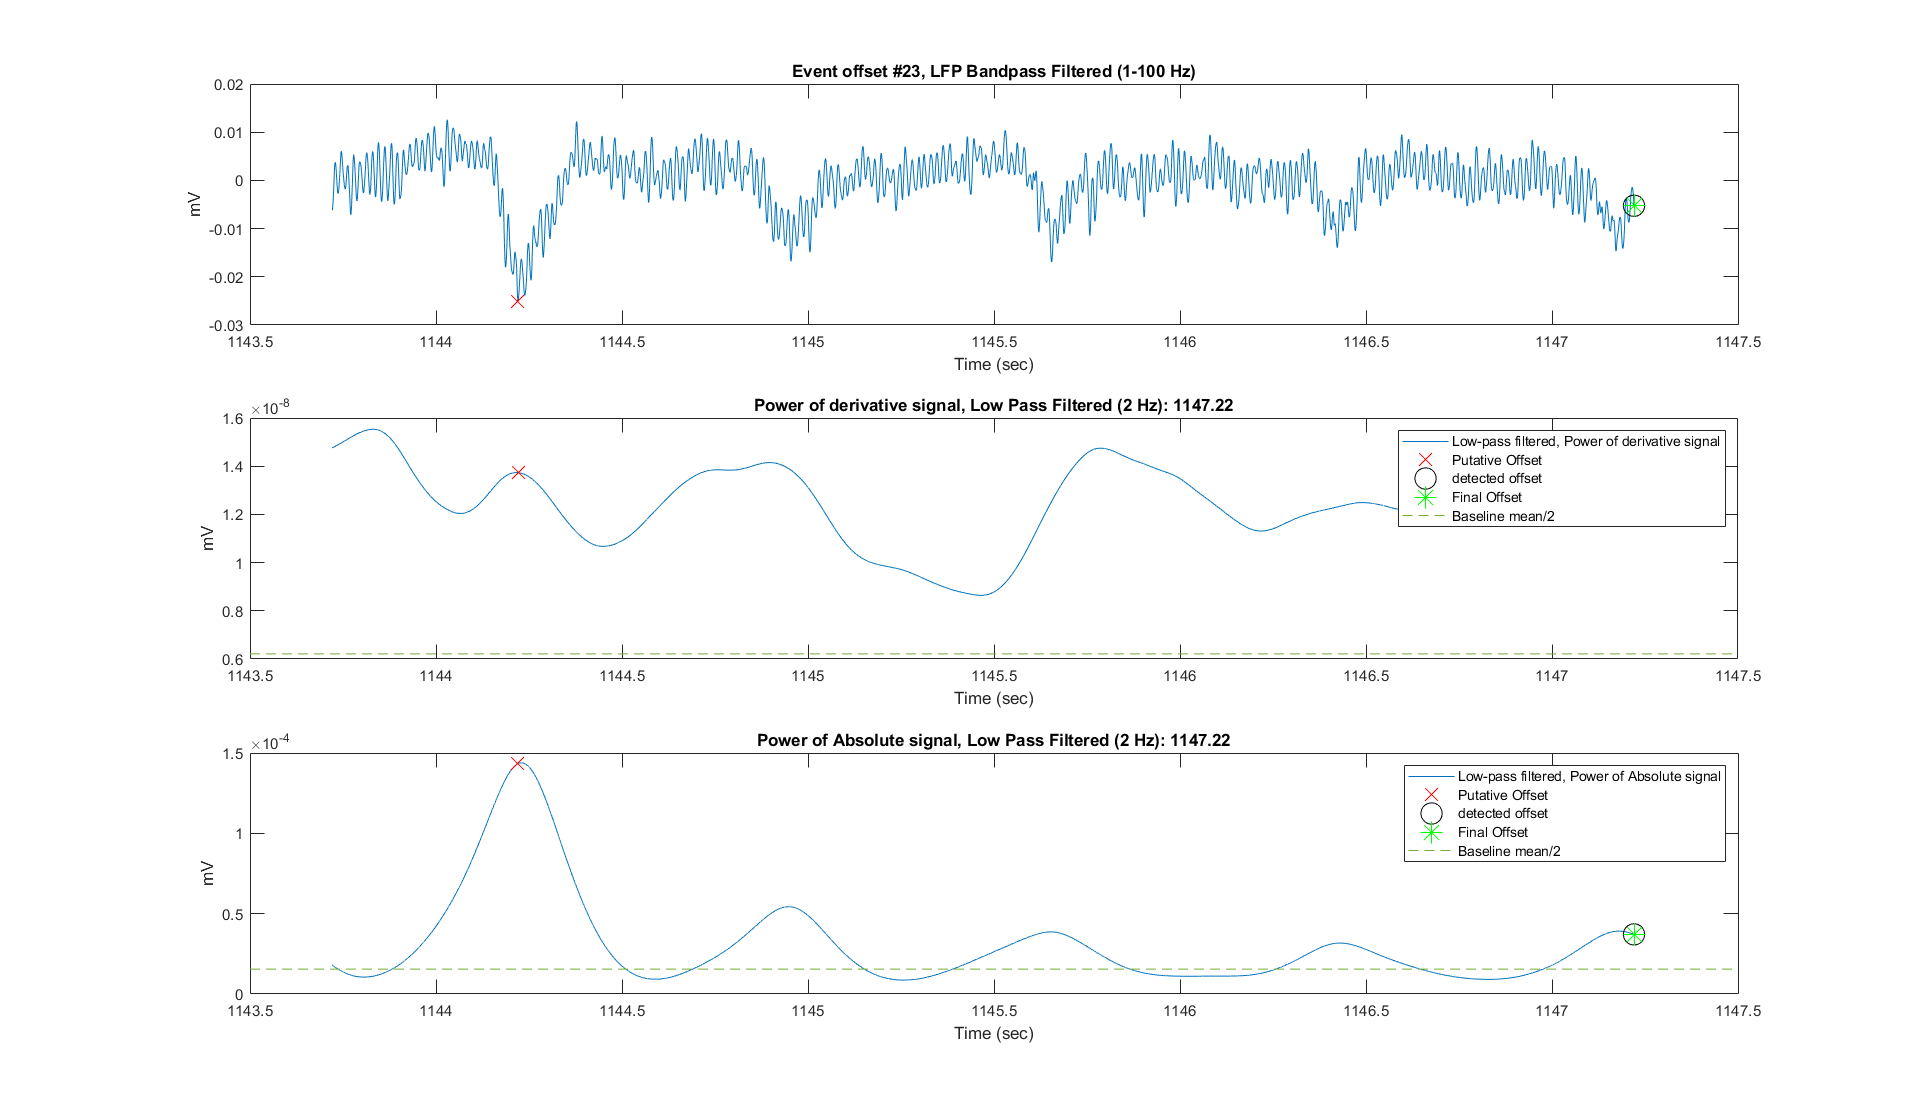 Event offset #23, LFP Bandpass Filtered (1-100 Hz)
0.02
0.01
0
-0.01
-0.02
-0.03
mV
1143.5 1144 1144.5 1145 1145.5 1146 1146.5 1147 1147.5
Time (sec)
Power of derivative signal, Low Pass Filtered (2 Hz): 1147.22
×10-8
1.6
1.4
1.2
1
0.8
0.6
mV
Low-pass filtered, Power of derivative signal
Putative Offset
detected offset
Final Offset
Baseline mean/2
1143.5 1144 1144.5 1145 1145.5 1146 1146.5 1147 1147.5
Time (sec)
Power of Absolute signal, Low Pass Filtered (2 Hz): 1147.22
×10-4
1.5
1
0.5
0
mV
Low-pass filtered, Power of Absolute signal
Putative Offset
detected offset
Final Offset
Baseline mean/2
1143.5 1144 1144.5 1145 1145.5 1146 1146.5 1147 1147.5
Time (sec)